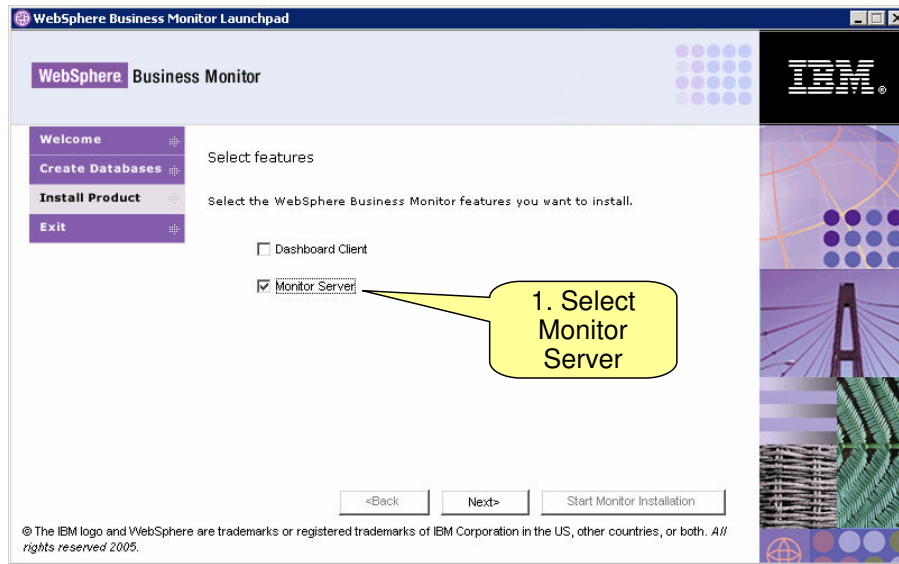 WebSphere Business Monitor Launchpad
WebSphere. Business Monitor
IBM®
Welcome
Create Databases
Install Product
Exit
Select features
Select the WebSphere Business Monitor features you want to install.
Dashboard Client
Monitor Server
1. Select
Monitor
Server
<Back Next> Start Monitor Installation
© The IBM logo and WebSphere are trademarks or registered trademarks of IBM Corporation in the US, other countries, or both. All
rights reserved 2005.